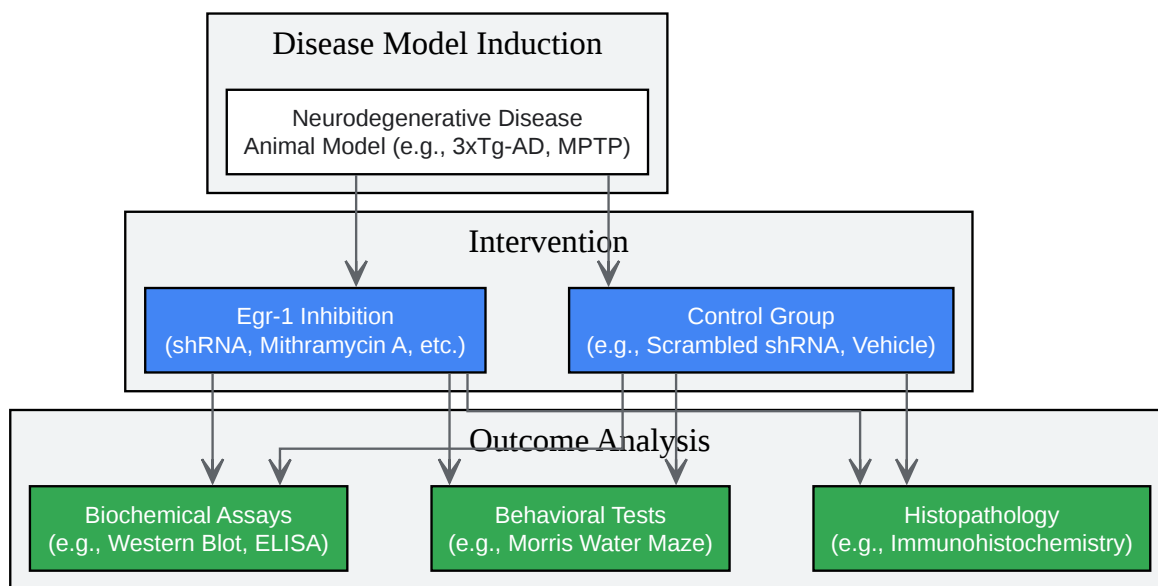 Disease Model Induction
Neurodegenerative Disease
Animal Model (e.g., 3xTg-AD, MPTP)
Intervention
Egr-1 Inhibition
(shRNA, Mithramycin A, etc.)
Control Group
(e.g., Scrambled shRNA, Vehicle)
Outcome Analysis
Biochemical Assays
(e.g., Western Blot, ELISA)
Behavioral Tests
(e.g., Morris Water Maze)
Histopathology
(e.g., Immunohistochemistry)